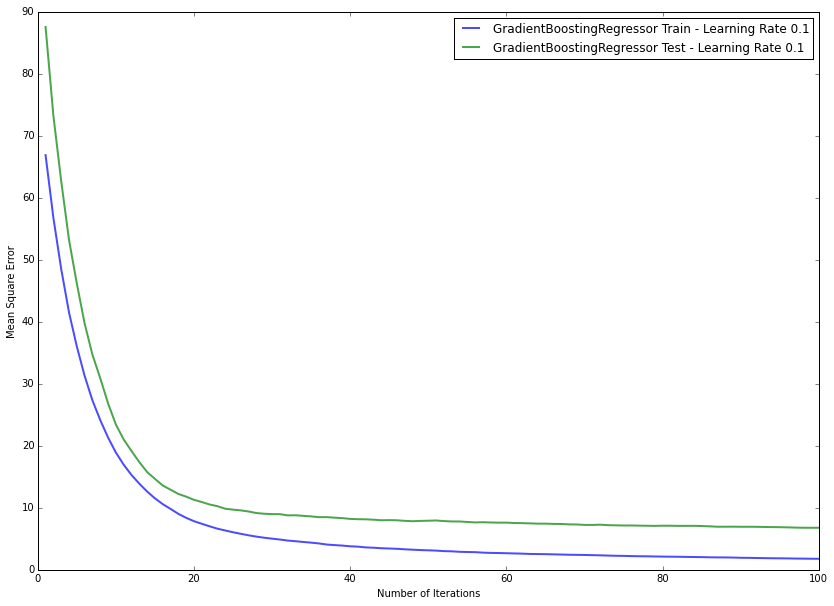 90
80
70
60
50
40
30
20
10
0
Mean Square Error
GradientBoostingRegressor Train - Learning Rate 0.1
GradientBoostingRegressor Test - Learning Rate 0.1
0 20 40 60 80 100
Number of Iterations